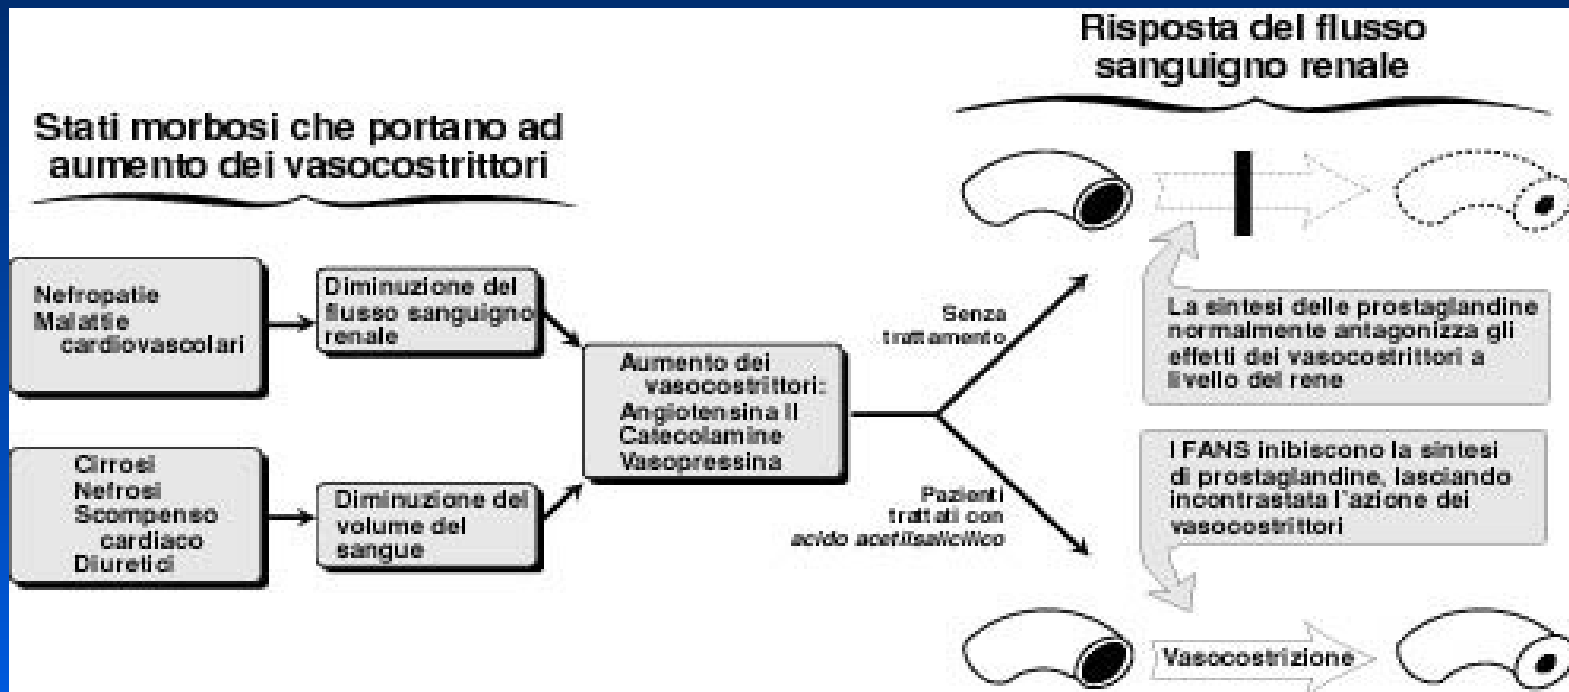 Risposta del flusso
sanguigno renale
Stati morbosi che portano ad
aumento dei vasocostrittori
Nefropatie
Malattie
cardiovascolari
Diminuzione del
flusso sanguigno
renale
Cirrosi
Nefrosi
Scompenso
cardiaco
Diuretici
Diminuzione del
volume del
sangue
Aumento dei
vasocostrittori:
Angiotensina II
Catecolamine
Vasopressina
Senza
trattamento
Pazienti
trattati con
acido acetilsalicilico
La sintesi delle prostaglandine
normalmente antagonizza gli
effetti dei vasocostrittori a
livello del rene
I FANS inibiscono la sintesi
di prostaglandine, lasciando
incontrastata l'azione dei
vasocostrittori
Vasocostrizione